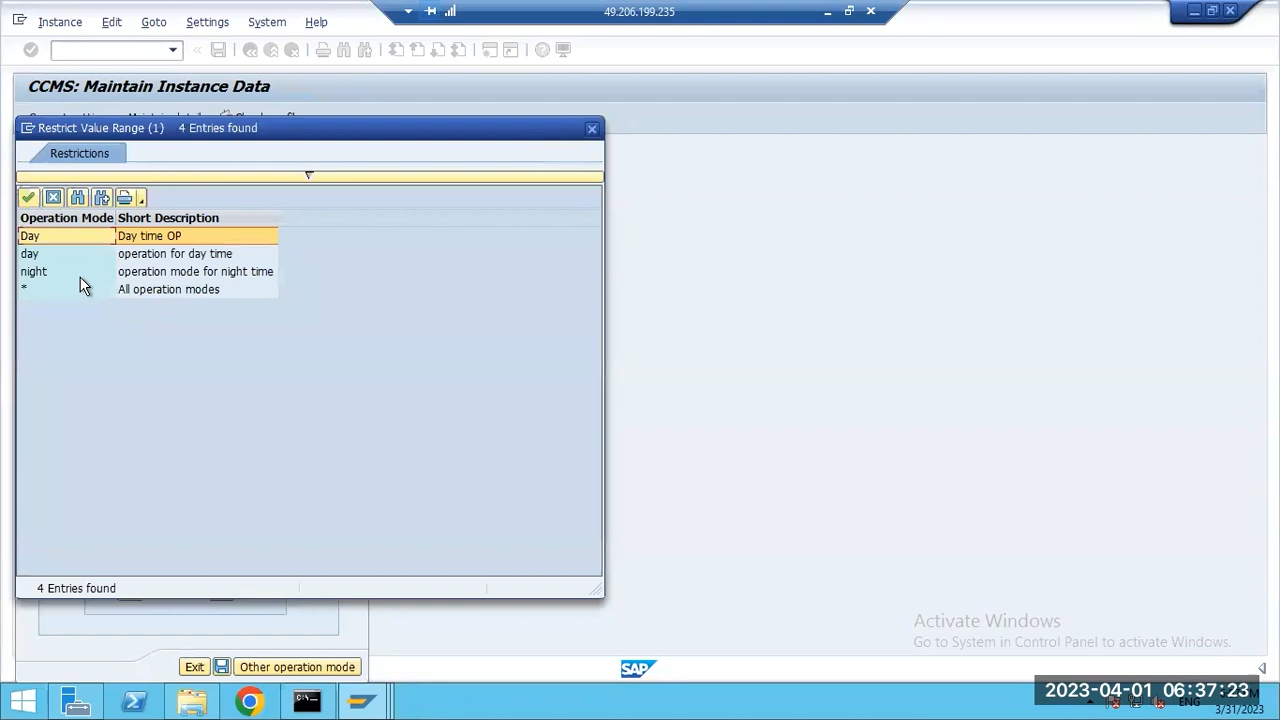 Instance Edit Goto Settings System Help
49.206.199.235
CCMS: Maintain Instance Data
Restrict Value Range (1) 4 Entries found
Restrictions
Operation Mode Short Description
Day Day time OP
day operation for day time
night operation mode for night time
* All operation modes
4 Entries found
Activate Windows
Go to System in Control Panel to activate Windows.
Exit Other operation mode
SAP
2023-04-01 06:37:23
ENG
3/31/2023